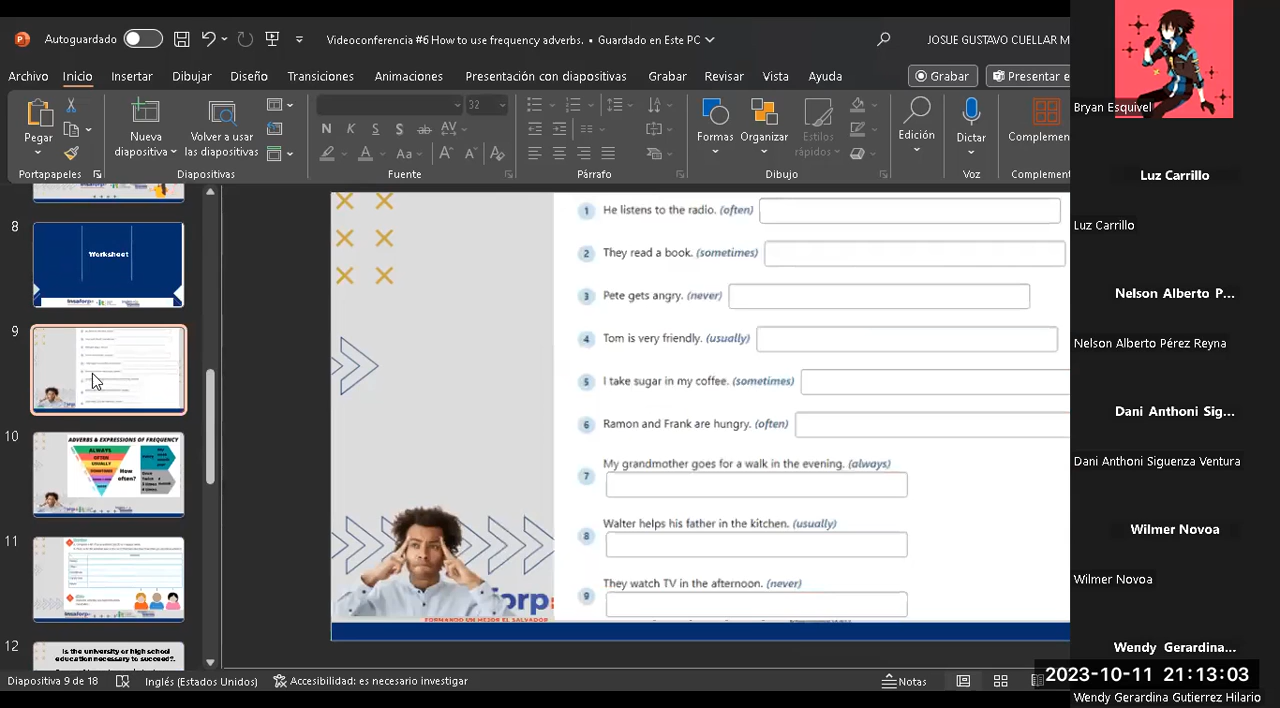 Autoguardado
Videoconferencia #6 How to use frequency adverbs. • Guardado en Este PC
JOSUE GUSTAVO CUELLAR M
Archivo Inicio Insertar Dibujar Diseño Transiciones Animaciones Presentación con diapositivas Grabar Revisar Vista Ayuda
Grabar
Presentar e
Pegar
Nueva diapositiva
Volver a usar las diapositivas
32
N K S S ab AV
Aa A A
Formas
Organizar
Estilos rápidos
Edición
Dictar
Complemen
Portapapeles Diapositivas Fuente Párrafo Dibujo Voz Complement
8
Worksheet
9
10
ADVERBS & EXPRESSIONS OF FREQUENCY
ALWAYS
OFTEN
USUALLY
SOMETIMES
How often?
11
12
Is the university or high school
education necessary to succeed?.
1 He listens to the radio. (often)
2 They read a book. (sometimes)
3 Pete gets angry. (never)
4 Tom is very friendly. (usually)
5 I take sugar in my coffee. (sometimes)
6 Ramon and Frank are hungry. (often)
7 My grandmother goes for a walk in the evening. (always)
8 Walter helps his father in the kitchen. (usually)
9 They watch TV in the afternoon. (never)
forp
FORMANDO UN MEJOR EL SALVADOR
Diapositiva 9 de 18
Inglés (Estados Unidos)
Accesibilidad: es necesario investigar
Notas
Bryan Esquivel
Luz Carrillo
Luz Carrillo
Nelson Alberto P...
Nelson Alberto Pérez Reyna
Dani Anthoni Sig...
Dani Anthoni Siguenza Ventura
Wilmer Novoa
Wilmer Novoa
Wendy Gerardina...
2023-10-11 21:13:03
Wendy Gerardina Gutierrez Hilario